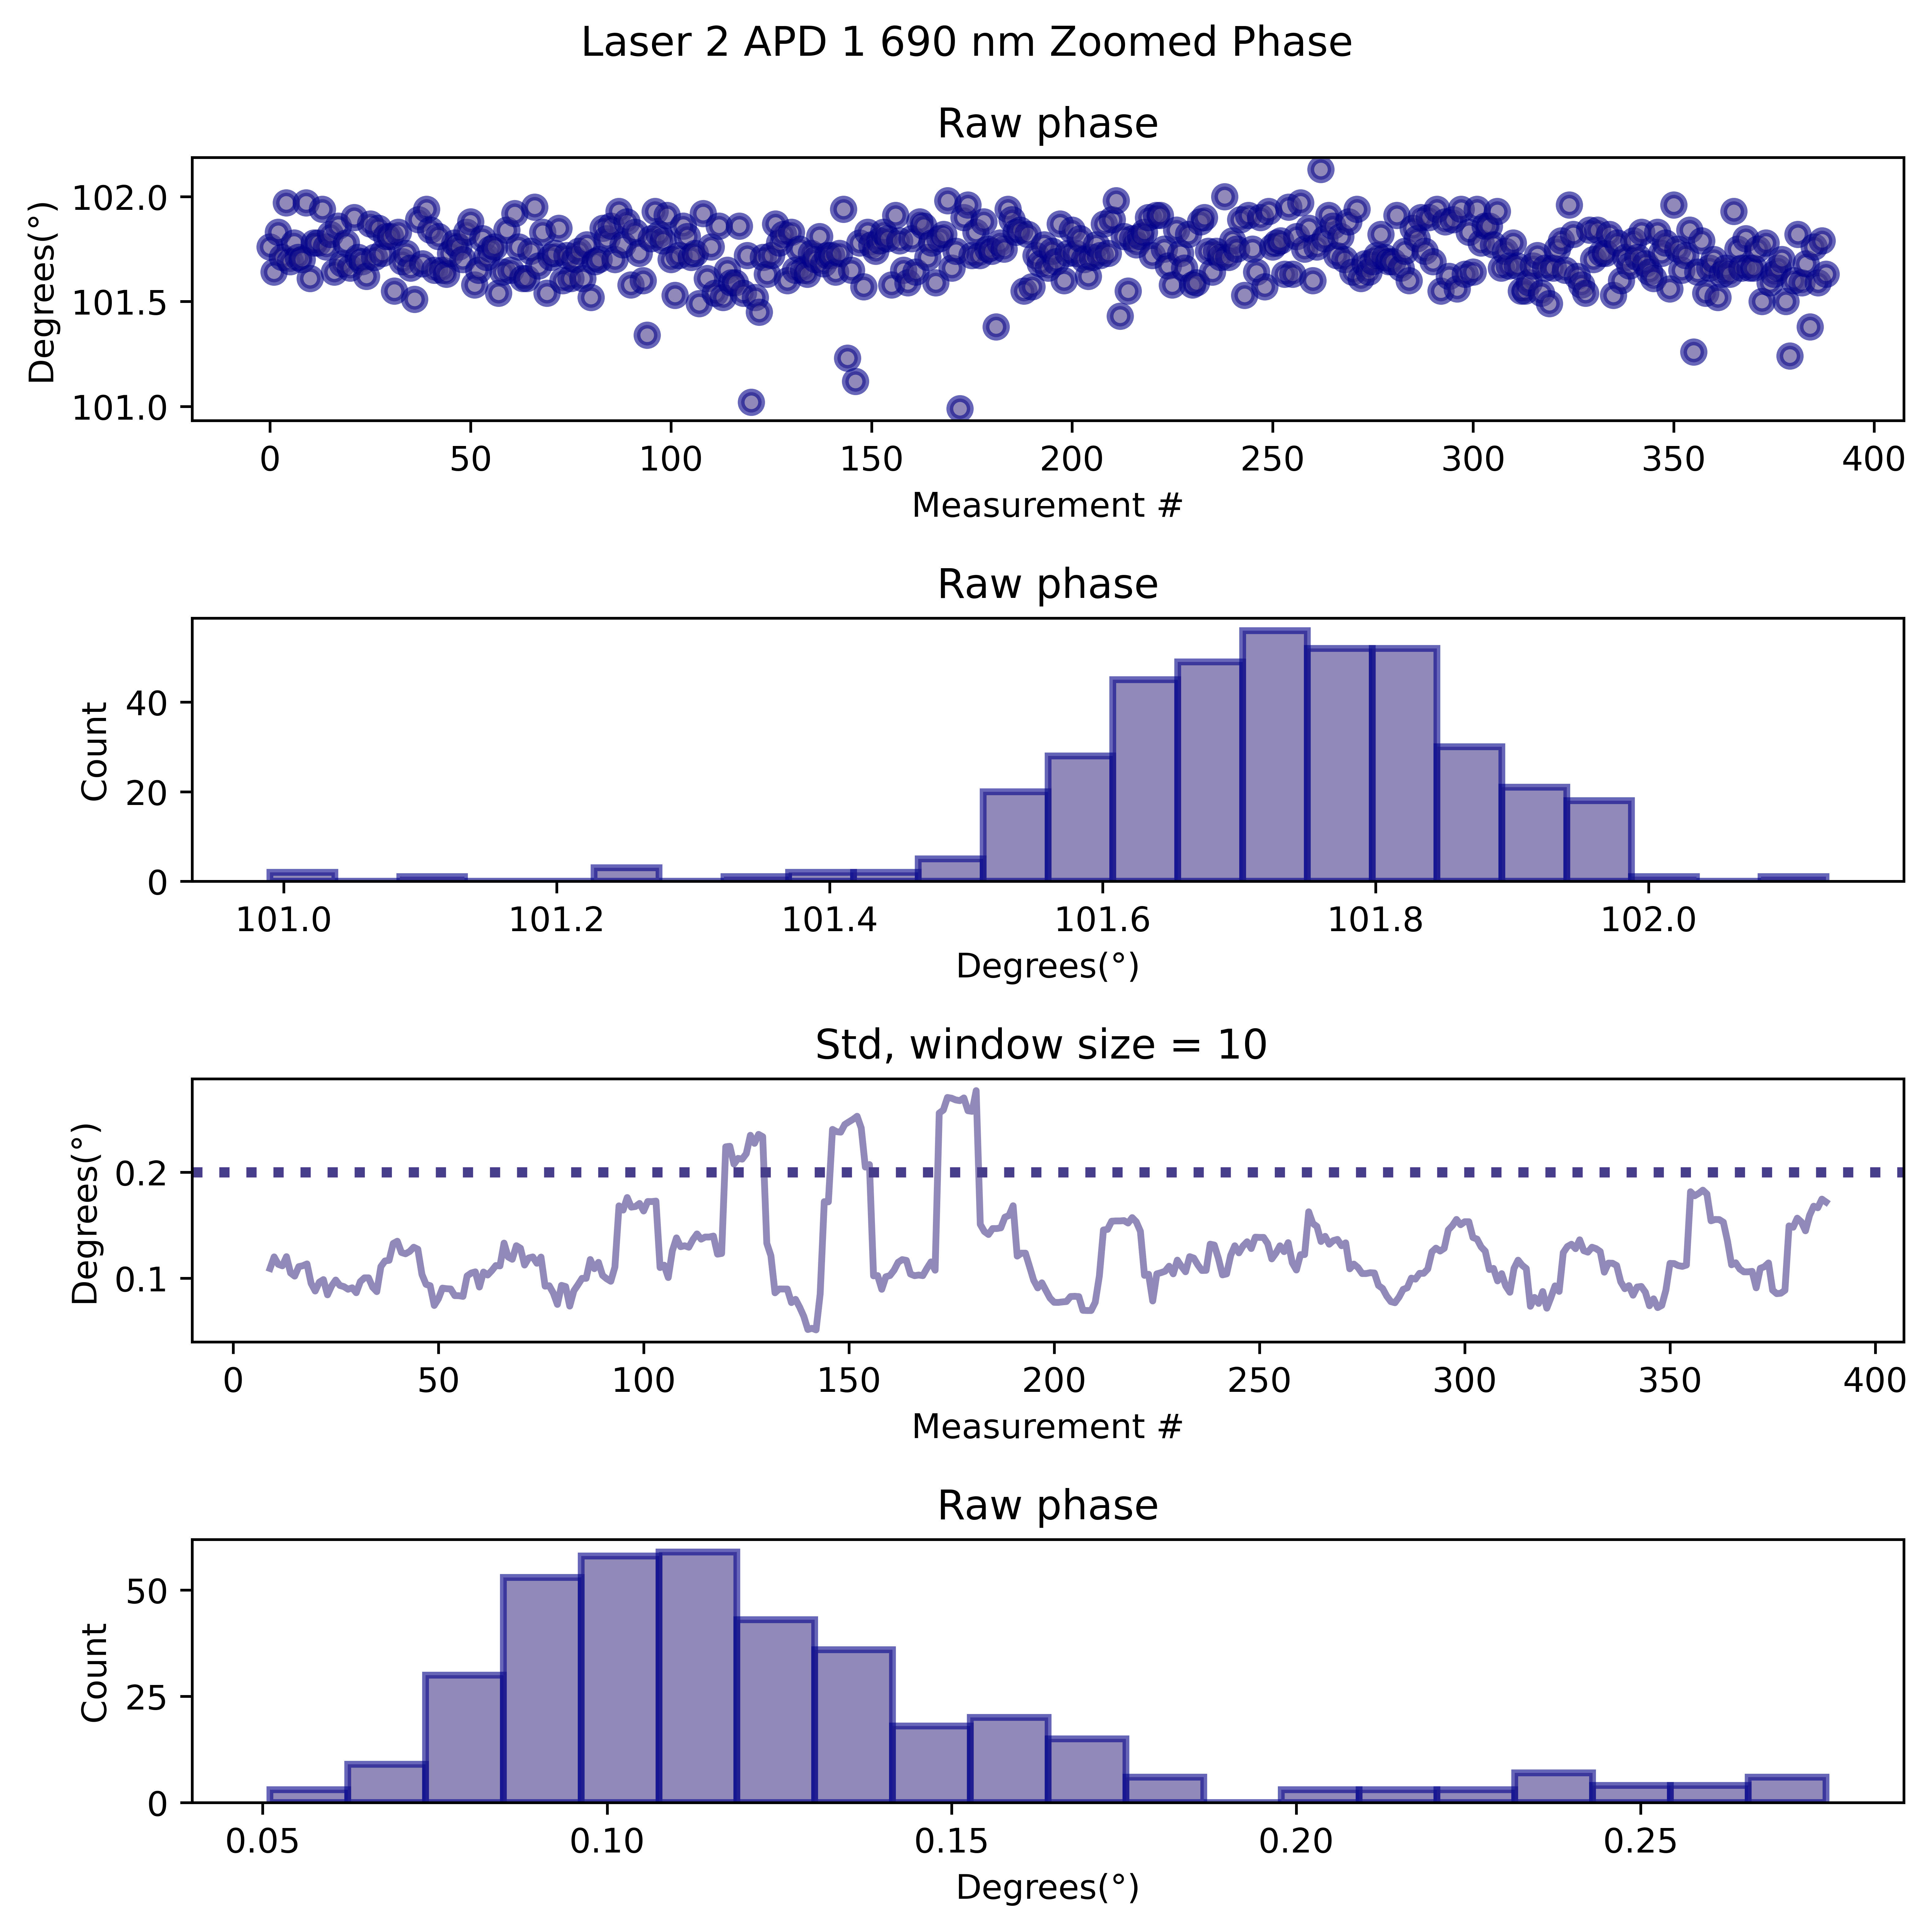 Laser 2 APD 1 690 nm Zoomed Phase
Raw phase
Degrees(°)
102.0
101.5
101.0
0 50 100 150 200 250 300 350 400
Measurement #
Raw phase
Count
40
20
0
101.0 101.2 101.4 101.6 101.8 102.0
Degrees(°)
Std, window size = 10
Degrees(°)
0.2
0.1
0 50 100 150 200 250 300 350 400
Measurement #
Raw phase
Count
50
25
0
0.05 0.10 0.15 0.20 0.25
Degrees(°)